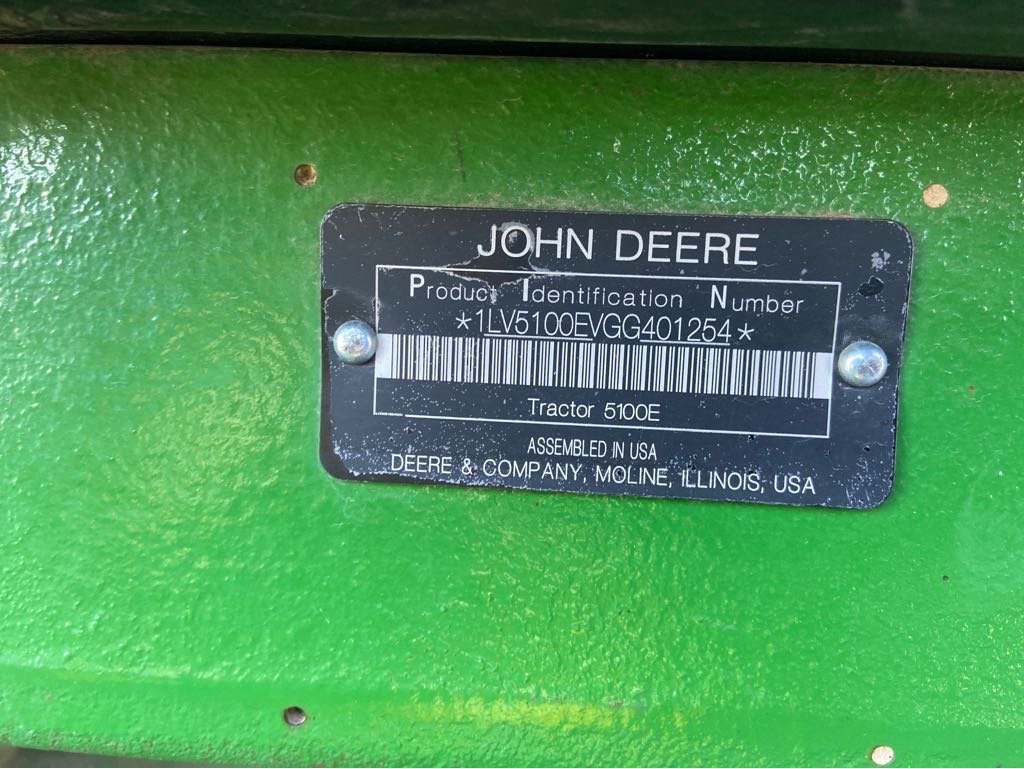 JOHN DEERE
Product Identification Number
*1LV5100EVGG401254*
Tractor 5100E
ASSEMBLED IN USA
DEERE & COMPANY, MOLINE, ILLINOIS, USA